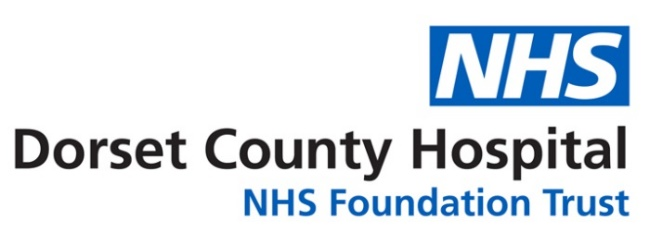 NHS
Dorset County Hospital
NHS Foundation Trust